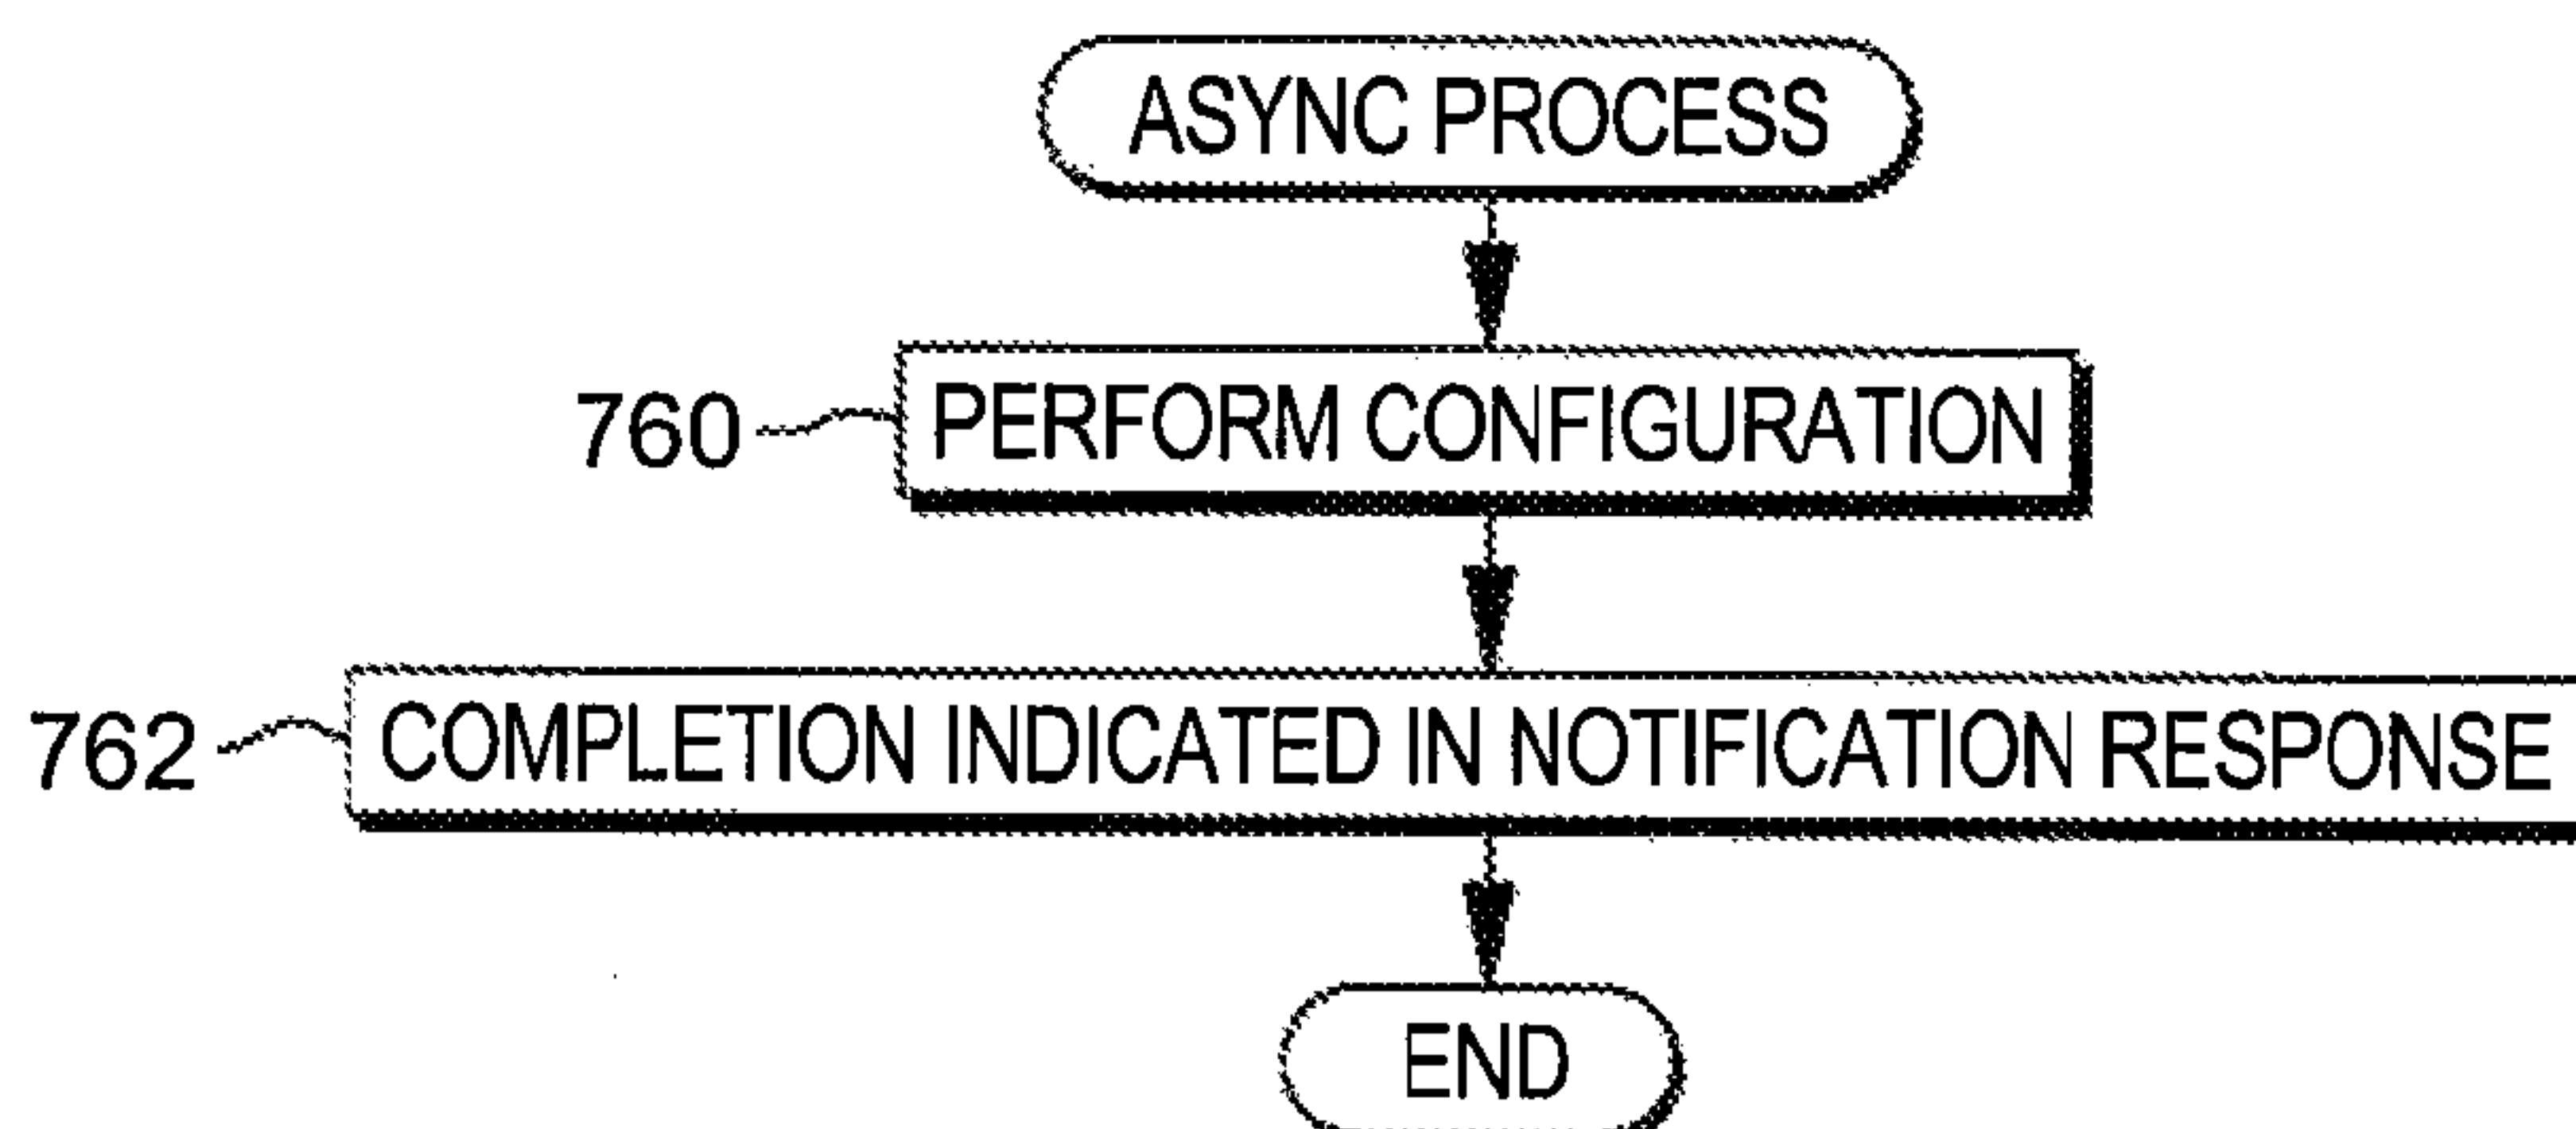 ASYNC PROCESS
760 PERFORM CONFIGURATION
762 COMPLETION INDICATED IN NOTIFICATION RESPONSE
END